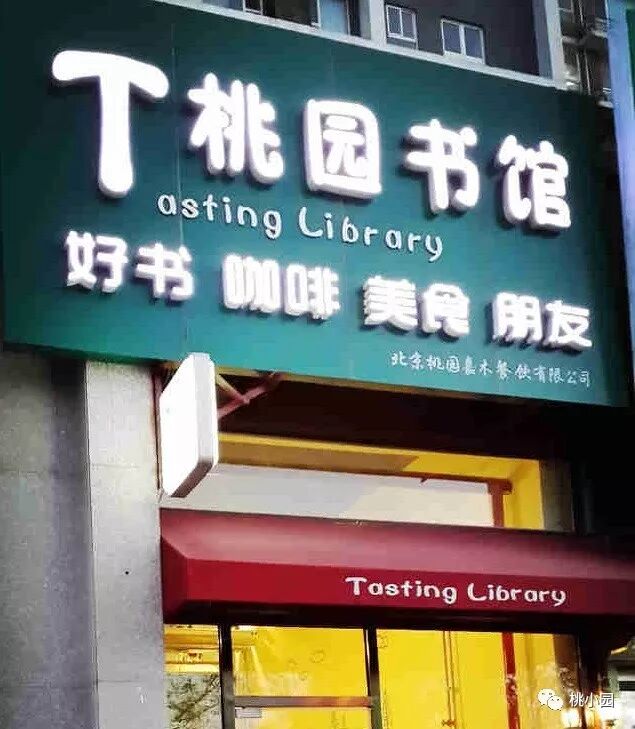 T桃园书馆
asting Library
好书 咖啡 美食 朋友
北京桃园嘉木餐饮有限公司
Tasting Library
桃小园